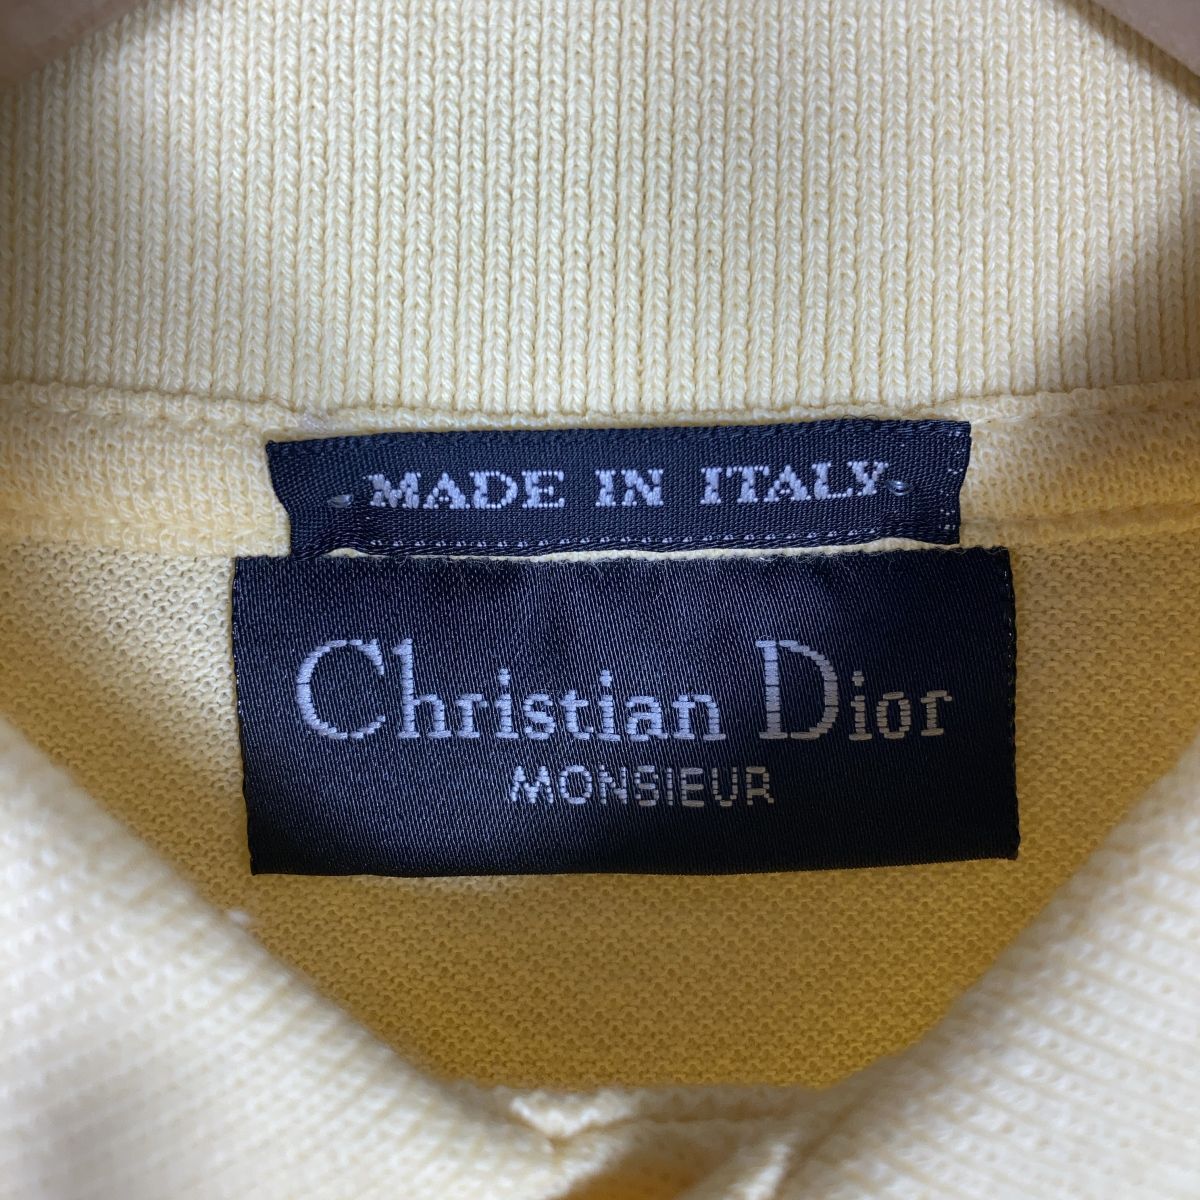 MADE IN ITALY
Christian Dior
MONSIEUR